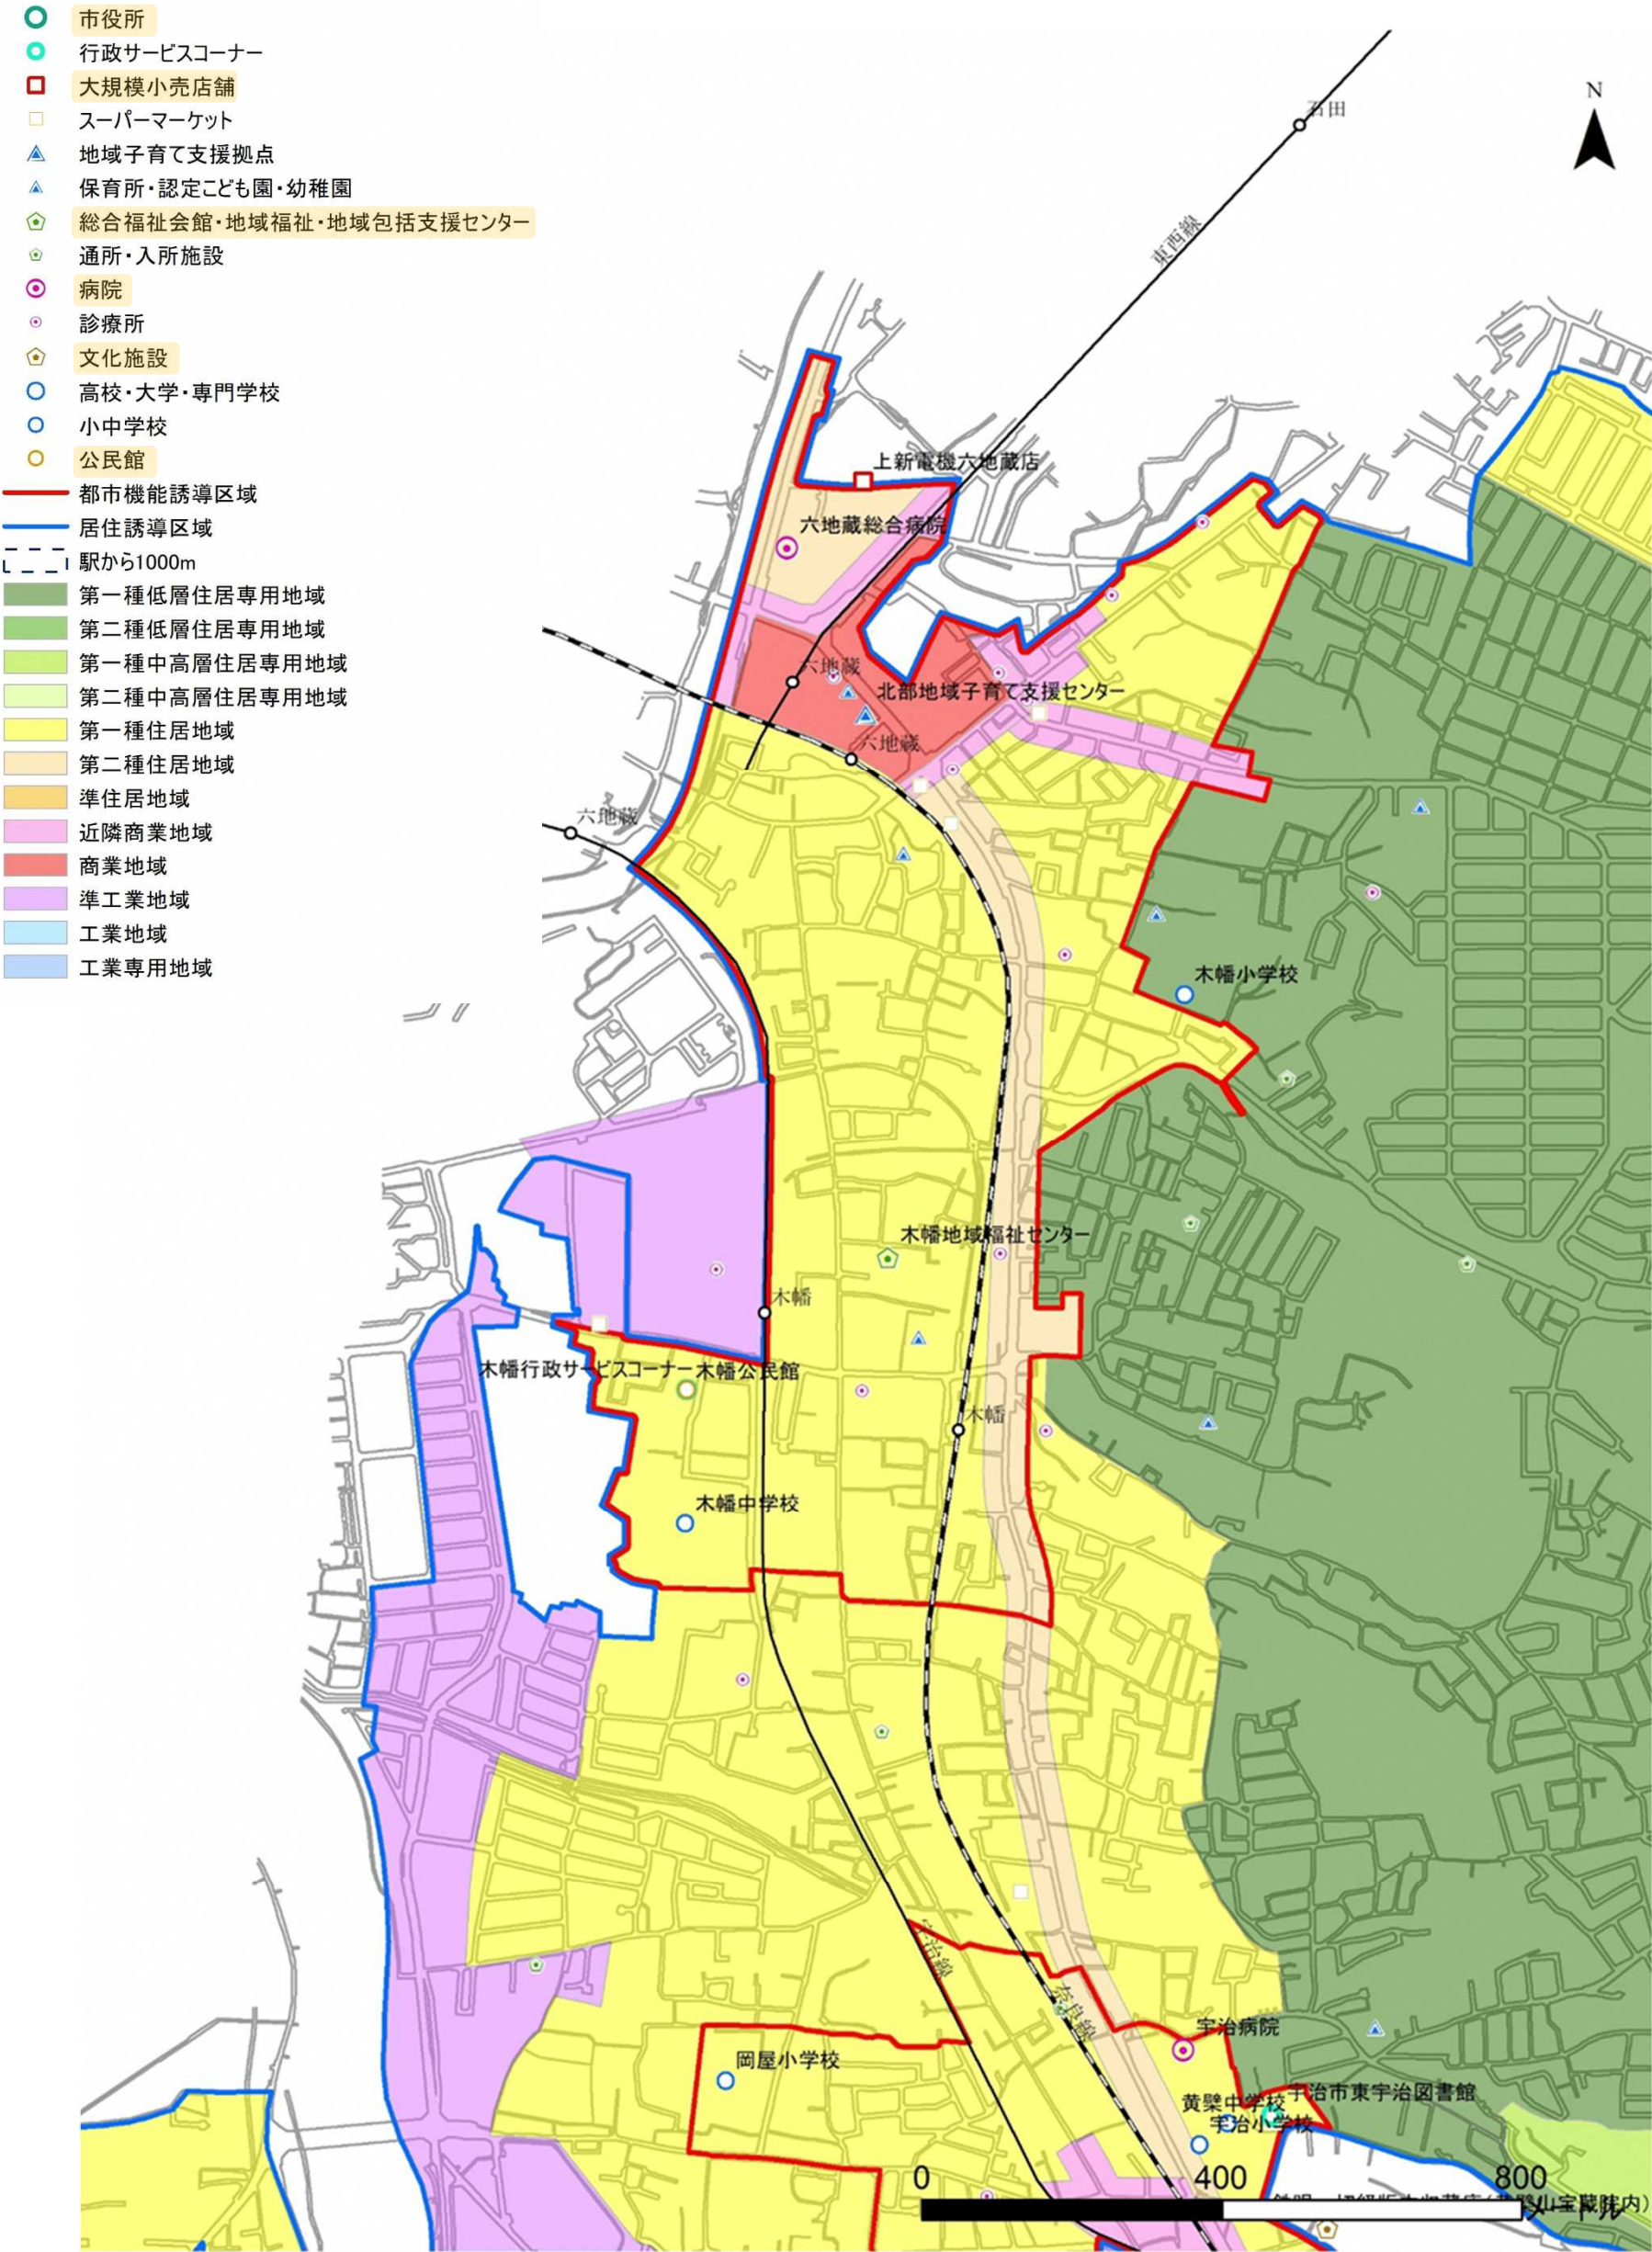 市役所
行政サービスコーナー
大規模小売店舗
スーパーマーケット
地域子育て支援拠点
保育所・認定こども園・幼稚園
総合福祉会館・地域福祉・地域包括支援センター
通所・入所施設
病院
診療所
文化施設
高校・大学・専門学校
小中学校
公民館
都市機能誘導区域
居住誘導区域
駅から1000m
第一種低層住居専用地域
第二種低層住居専用地域
第一種中高層住居専用地域
第二種中高層住居専用地域
第一種住居地域
第二種住居地域
準住居地域
近隣商業地域
商業地域
準工業地域
工業地域
工業専用地域
N
石田
東西線
上新電機六地蔵店
六地蔵総合病院
六地蔵
北部地域子育て支援センター
六地蔵
六地蔵
木幡小学校
木幡地域福祉センター
木幡
木幡行政サービスコーナー
木幡公民館
木幡
木幡中学校
宇治線
奈良線
宇治病院
岡屋小学校
宇治市東宇治図書館
黄檗中学校
宇治小学校
0 400 800
メートル
山宝蔵院内)